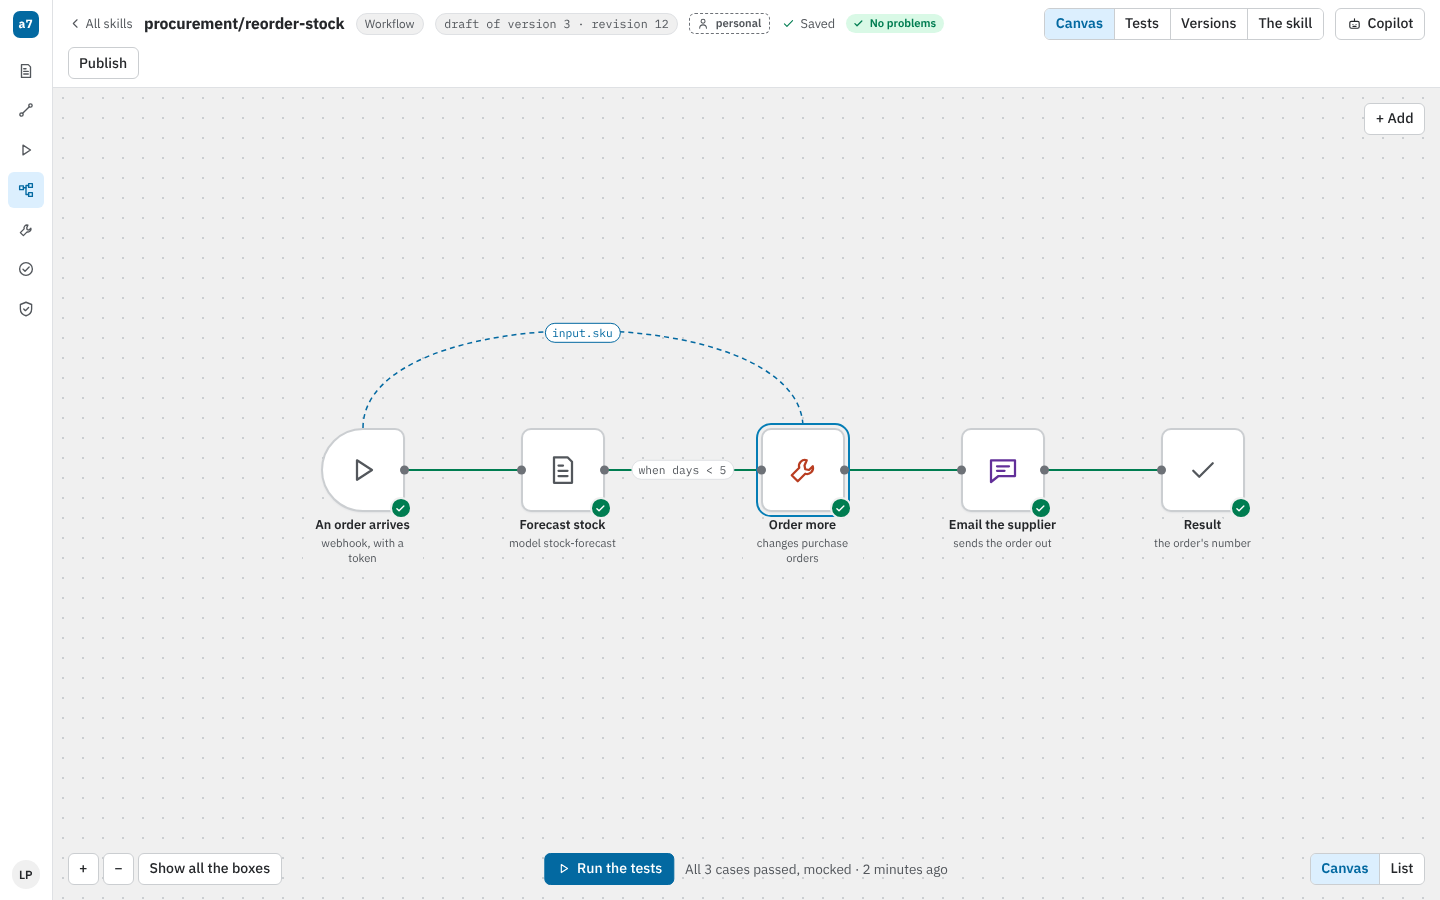 a7
All skills
procurement/reorder-stock
Workflow
draft of version 3 · revision 12
personal
Saved
No problems
Canvas
Tests
Versions
The skill
Copilot
Publish
+ Add
input.sku
when days < 5
An order arrives
webhook, with a
token
Forecast stock
model stock-forecast
Order more
changes purchase
orders
Email the supplier
sends the order out
Result
the order's number
LP
+
−
Show all the boxes
Run the tests
All 3 cases passed, mocked · 2 minutes ago
Canvas
List